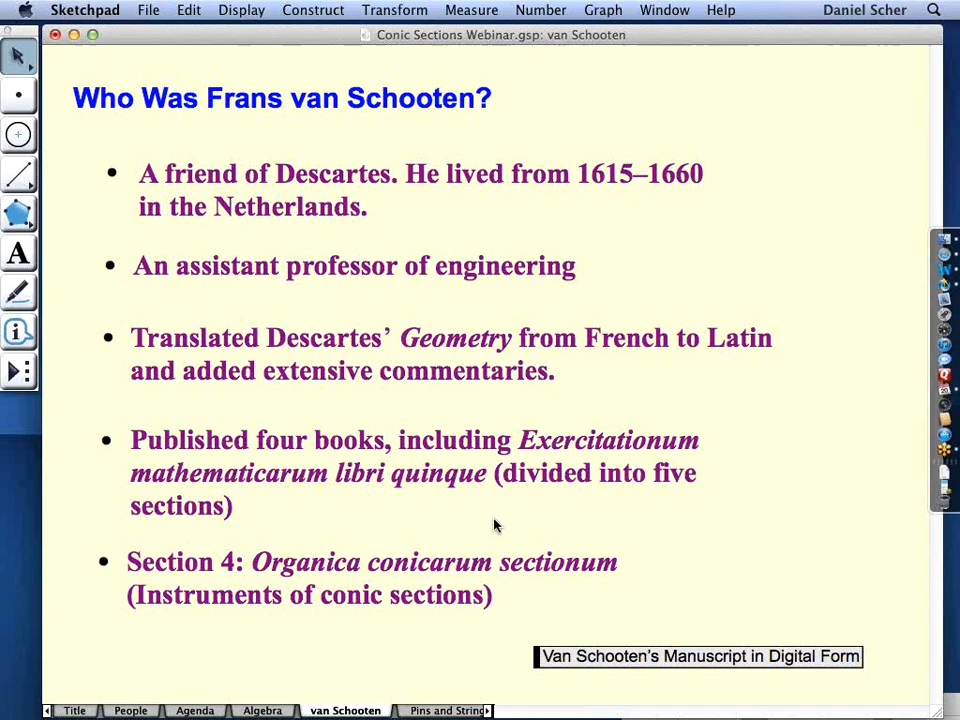 Sketchpad File Edit Display Construct Transform Measure Number Graph Window Help Daniel Scher
Conic Sections Webinar.gsp: van Schooten
Who Was Frans van Schooten?
• A friend of Descartes. He lived from 1615–1660
in the Netherlands.
• An assistant professor of engineering
• Translated Descartes’ Geometry from French to Latin
and added extensive commentaries.
• Published four books, including Exercitationum
mathematicarum libri quinque (divided into five
sections)
• Section 4: Organica conicarum sectionum
(Instruments of conic sections)
Van Schooten's Manuscript in Digital Form
Title People Agenda Algebra van Schooten Pins and String
A